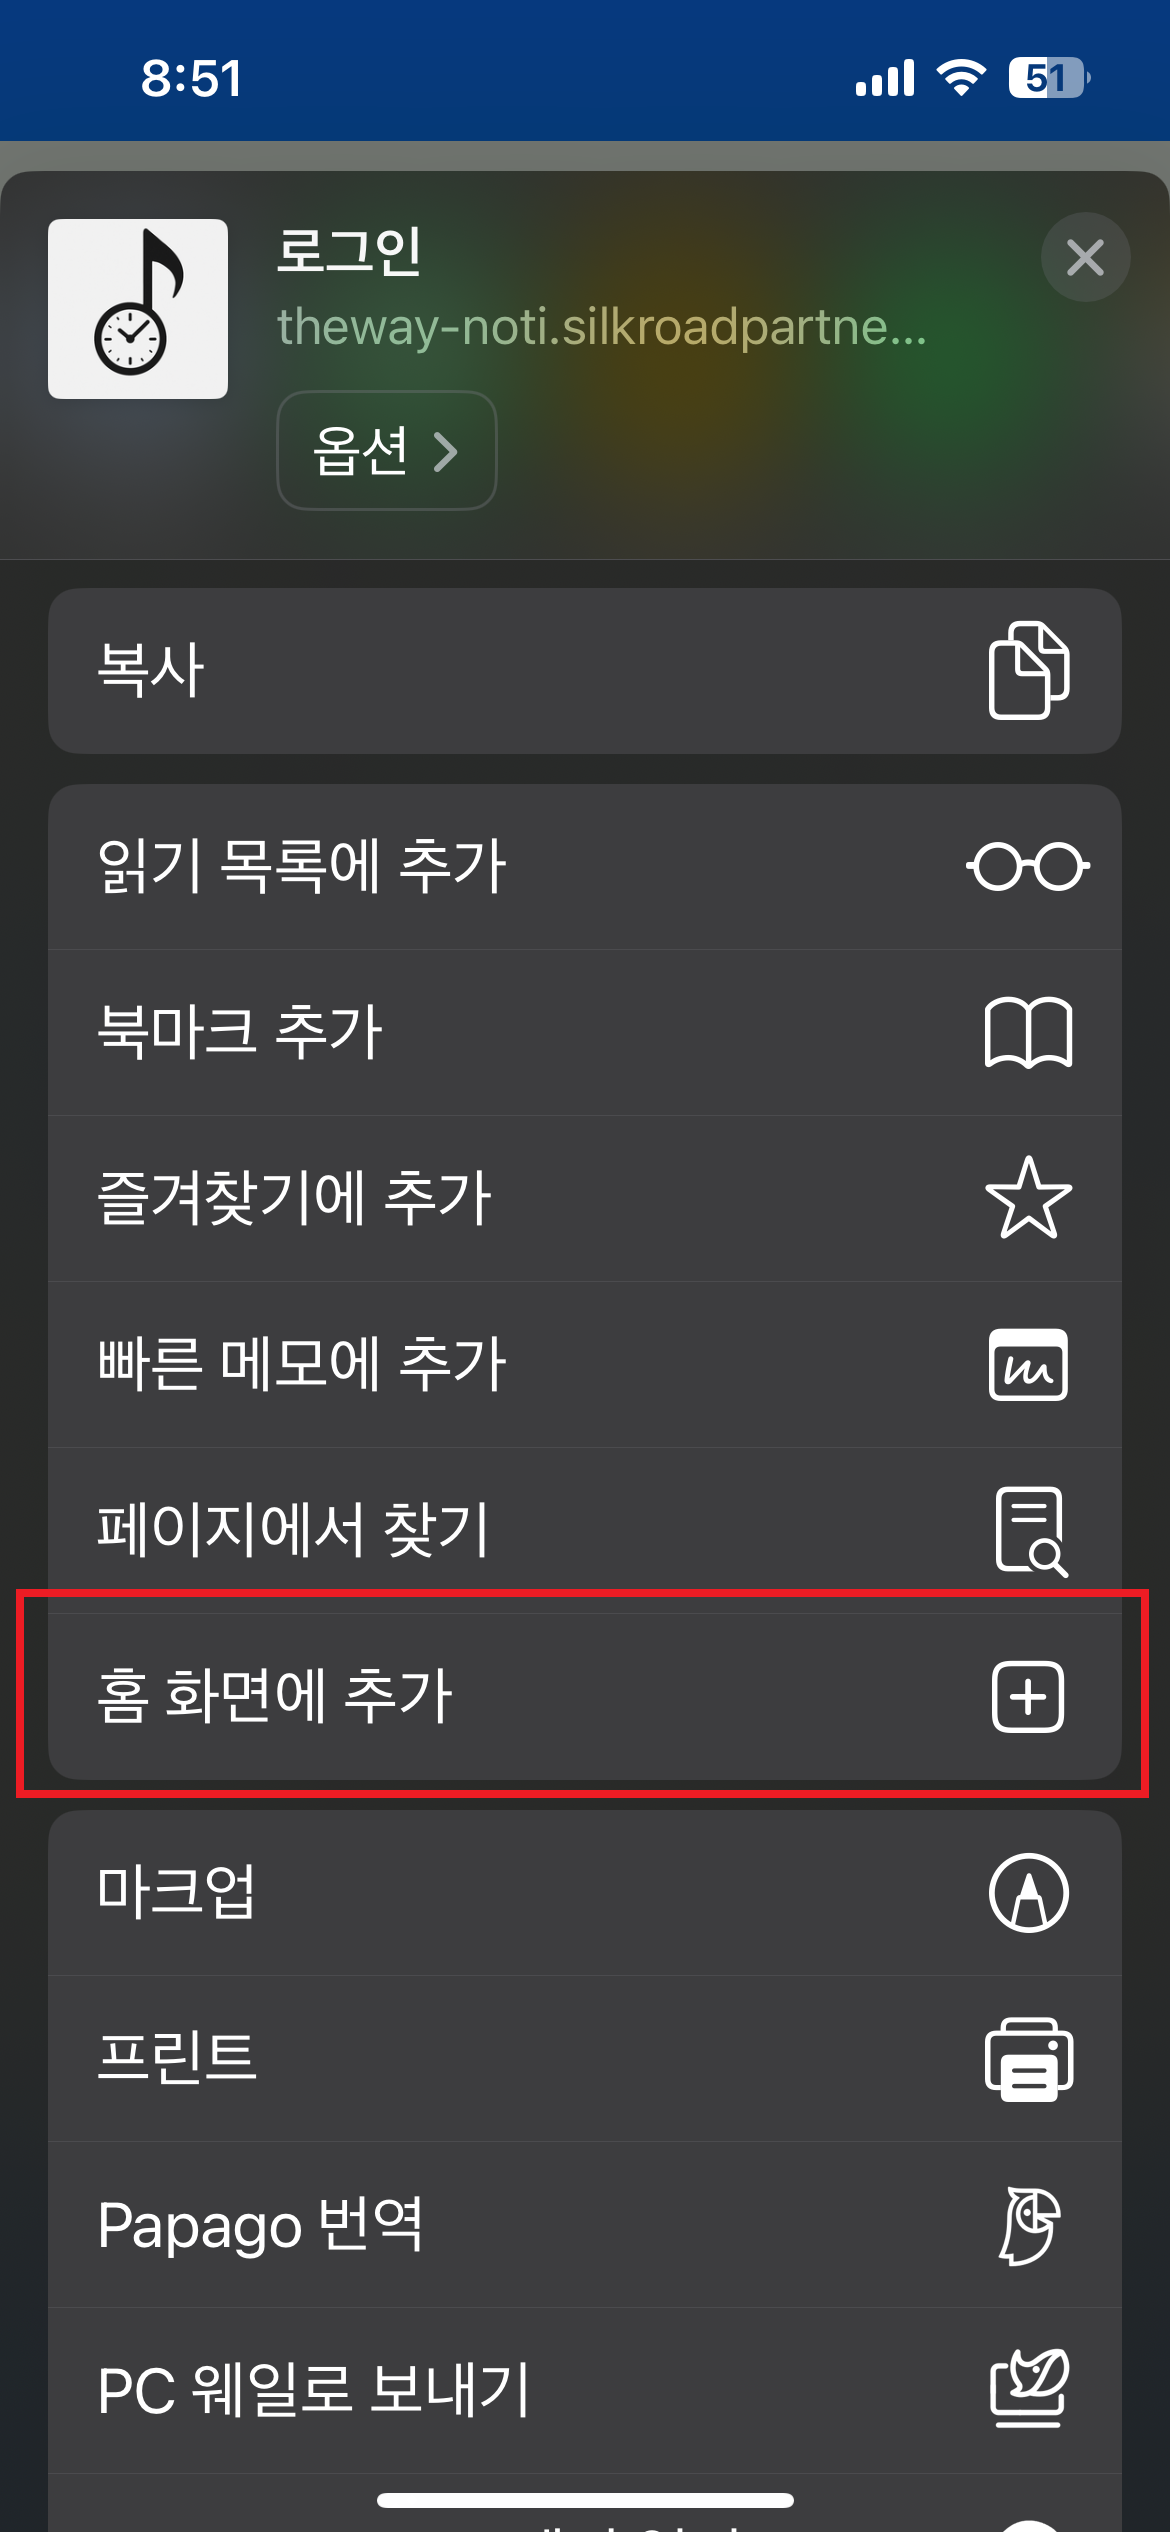 8:51
51
로그인
theway-noti.silkroadpartne...
옵션
복사
읽기 목록에 추가
북마크 추가
즐겨찾기에 추가
빠른 메모에 추가
페이지에서 찾기
홈 화면에 추가
마크업
프린트
Papago 번역
PC 웨일로 보내기